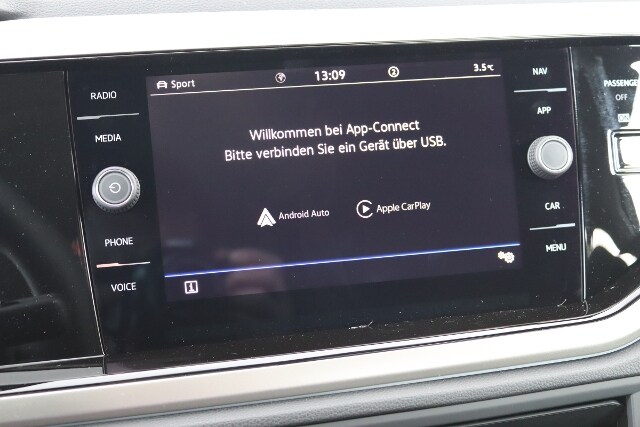 RADIO
MEDIA
PHONE
VOICE
Sport
13:09
2
3.5°C
Willkommen bei App-Connect
Bitte verbinden Sie ein Gerät über USB.
Android Auto
Apple CarPlay
NAV
APP
CAR
MENU
PASSENGER
OFF